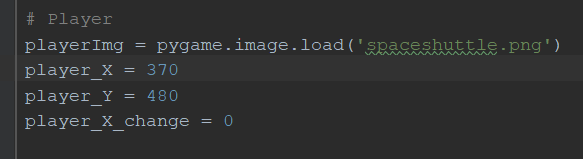 # Player
playerImg = pygame.image.load('spaceshuttle.png')
player_X = 370
player_Y = 480
player_X_change = 0